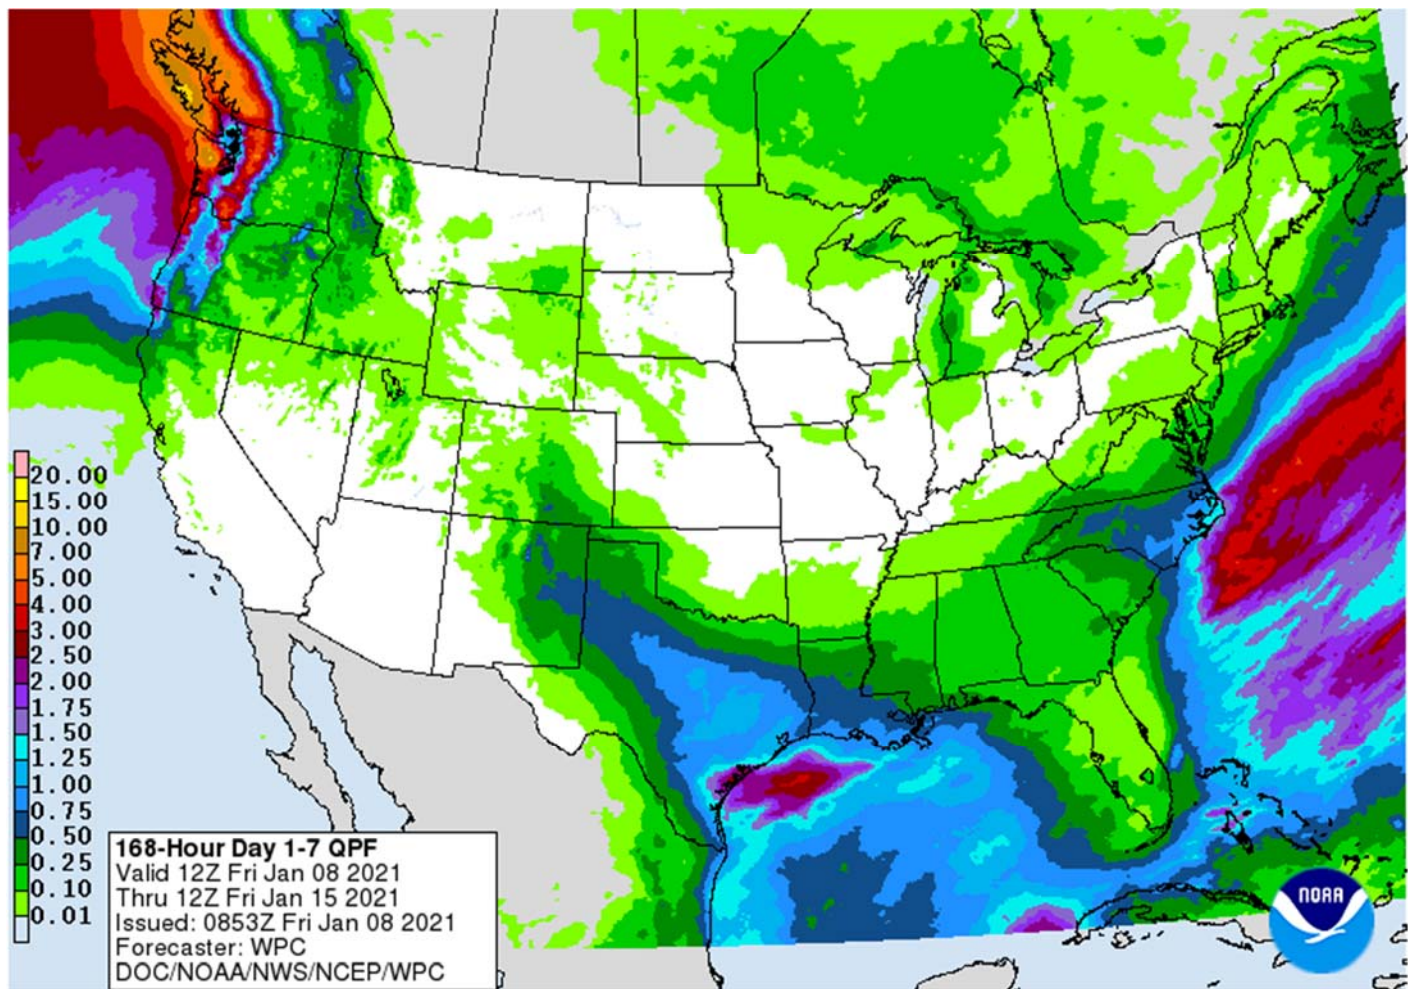 20.00
15.00
10.00
7.00
5.00
4.00
3.00
2.50
2.00
1.75
1.50
1.25
1.00
0.75
0.50
0.25
0.10
0.01
168-Hour Day 1-7 QPF
Valid 12Z Fri Jan 08 2021
Thru 12Z Fri Jan 15 2021
Issued: 0853Z Fri Jan 08 2021
Forecaster: WPC
DOC/NOAA/NWS/NCEP/WPC
NOAA